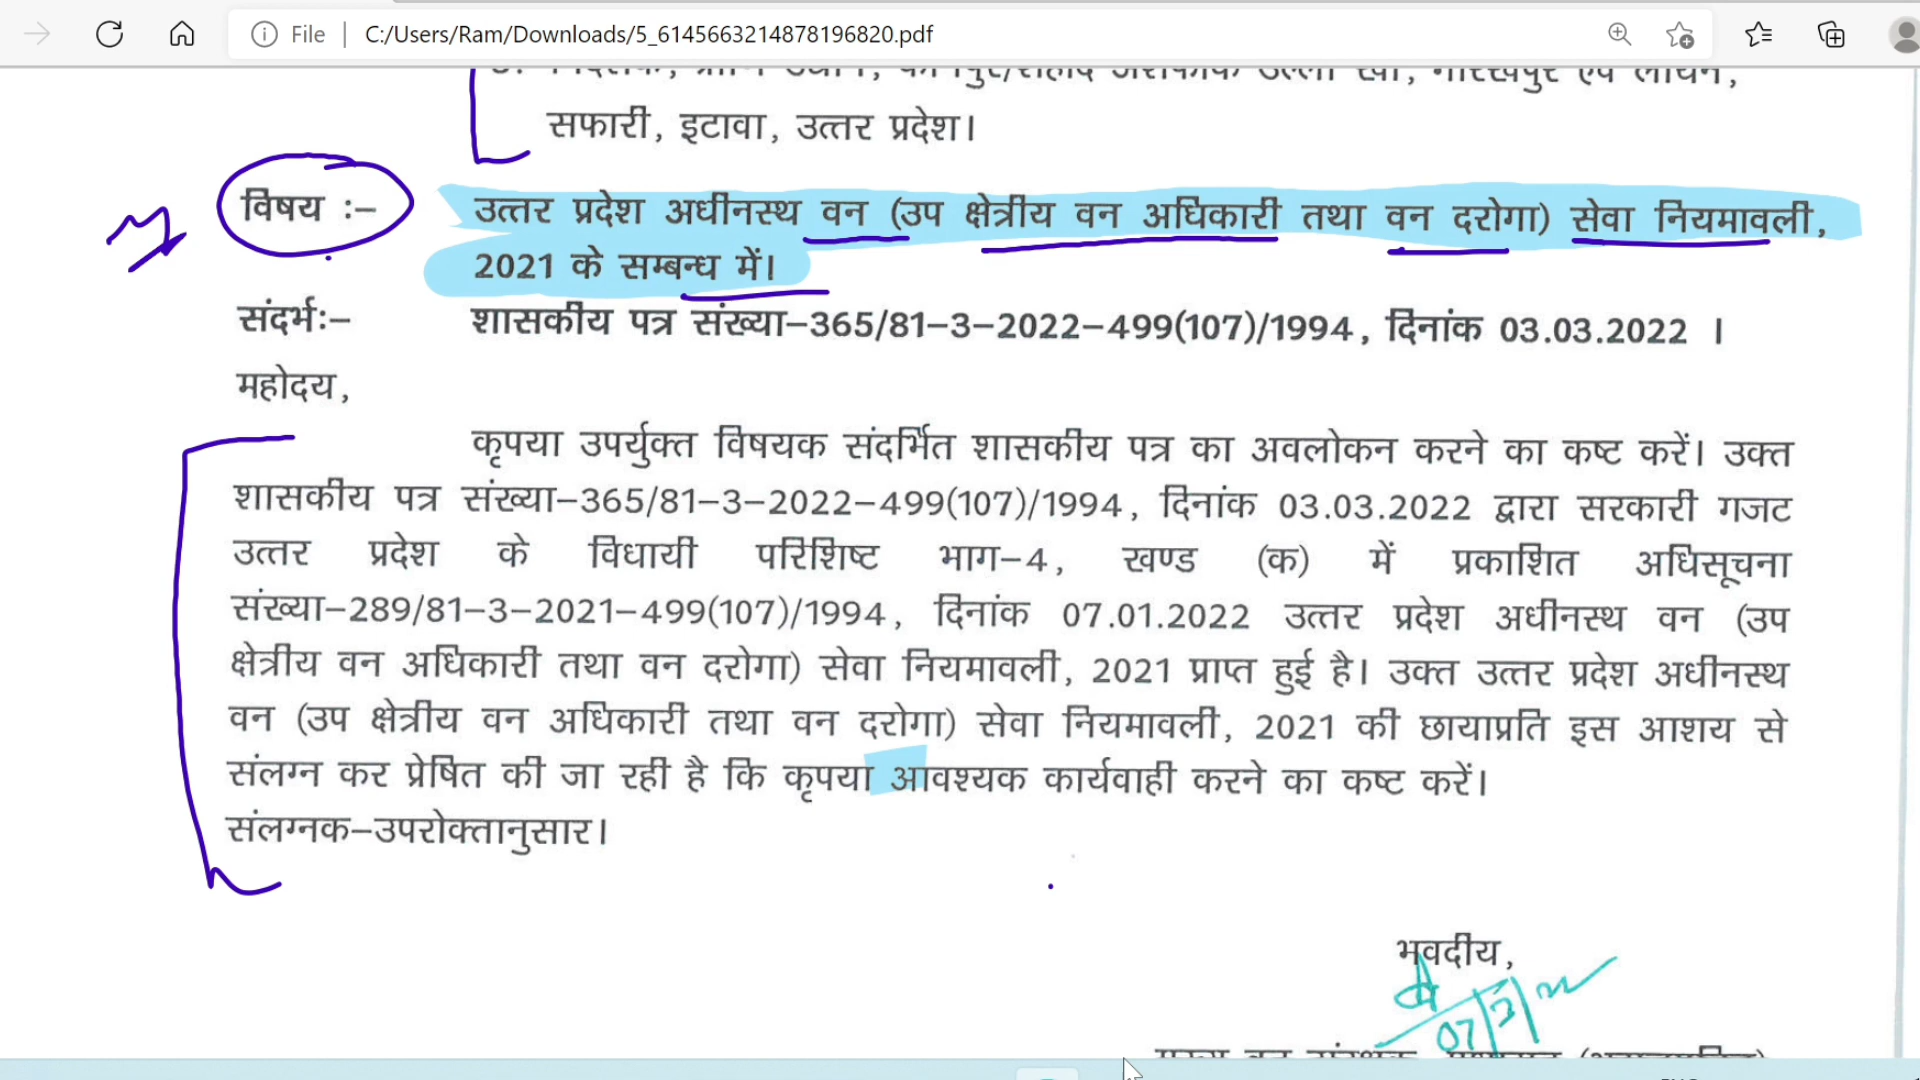 File C:/Users/Ram/Downloads/5_6145663214878196820.pdf
सफारी, इटावा, उत्तर प्रदेश।
विषय :– उत्तर प्रदेश अधीनस्थ वन (उप क्षेत्रीय वन अधिकारी तथा वन दरोगा) सेवा नियमावली,
2021 के सम्बन्ध में।
संदर्भः– शासकीय पत्र संख्या–365/81–3–2022–499(107)/1994, दिनांक 03.03.2022 ।
महोदय,
कृपया उपर्युक्त विषयक संदर्भित शासकीय पत्र का अवलोकन करने का कष्ट करें। उक्त
शासकीय पत्र संख्या–365/81–3–2022–499(107)/1994, दिनांक 03.03.2022 द्वारा सरकारी गजट
उत्तर प्रदेश के विधायी परिशिष्ट भाग–4, खण्ड (क) में प्रकाशित अधिसूचना
संख्या–289/81–3–2021–499(107)/1994, दिनांक 07.01.2022 उत्तर प्रदेश अधीनस्थ वन (उप
क्षेत्रीय वन अधिकारी तथा वन दरोगा) सेवा नियमावली, 2021 प्राप्त हुई है। उक्त उत्तर प्रदेश अधीनस्थ
वन (उप क्षेत्रीय वन अधिकारी तथा वन दरोगा) सेवा नियमावली, 2021 की छायाप्रति इस आशय से
संलग्न कर प्रेषित की जा रही है कि कृपया आवश्यक कार्यवाही करने का कष्ट करें।
संलग्नक–उपरोक्तानुसार।
भवदीय,